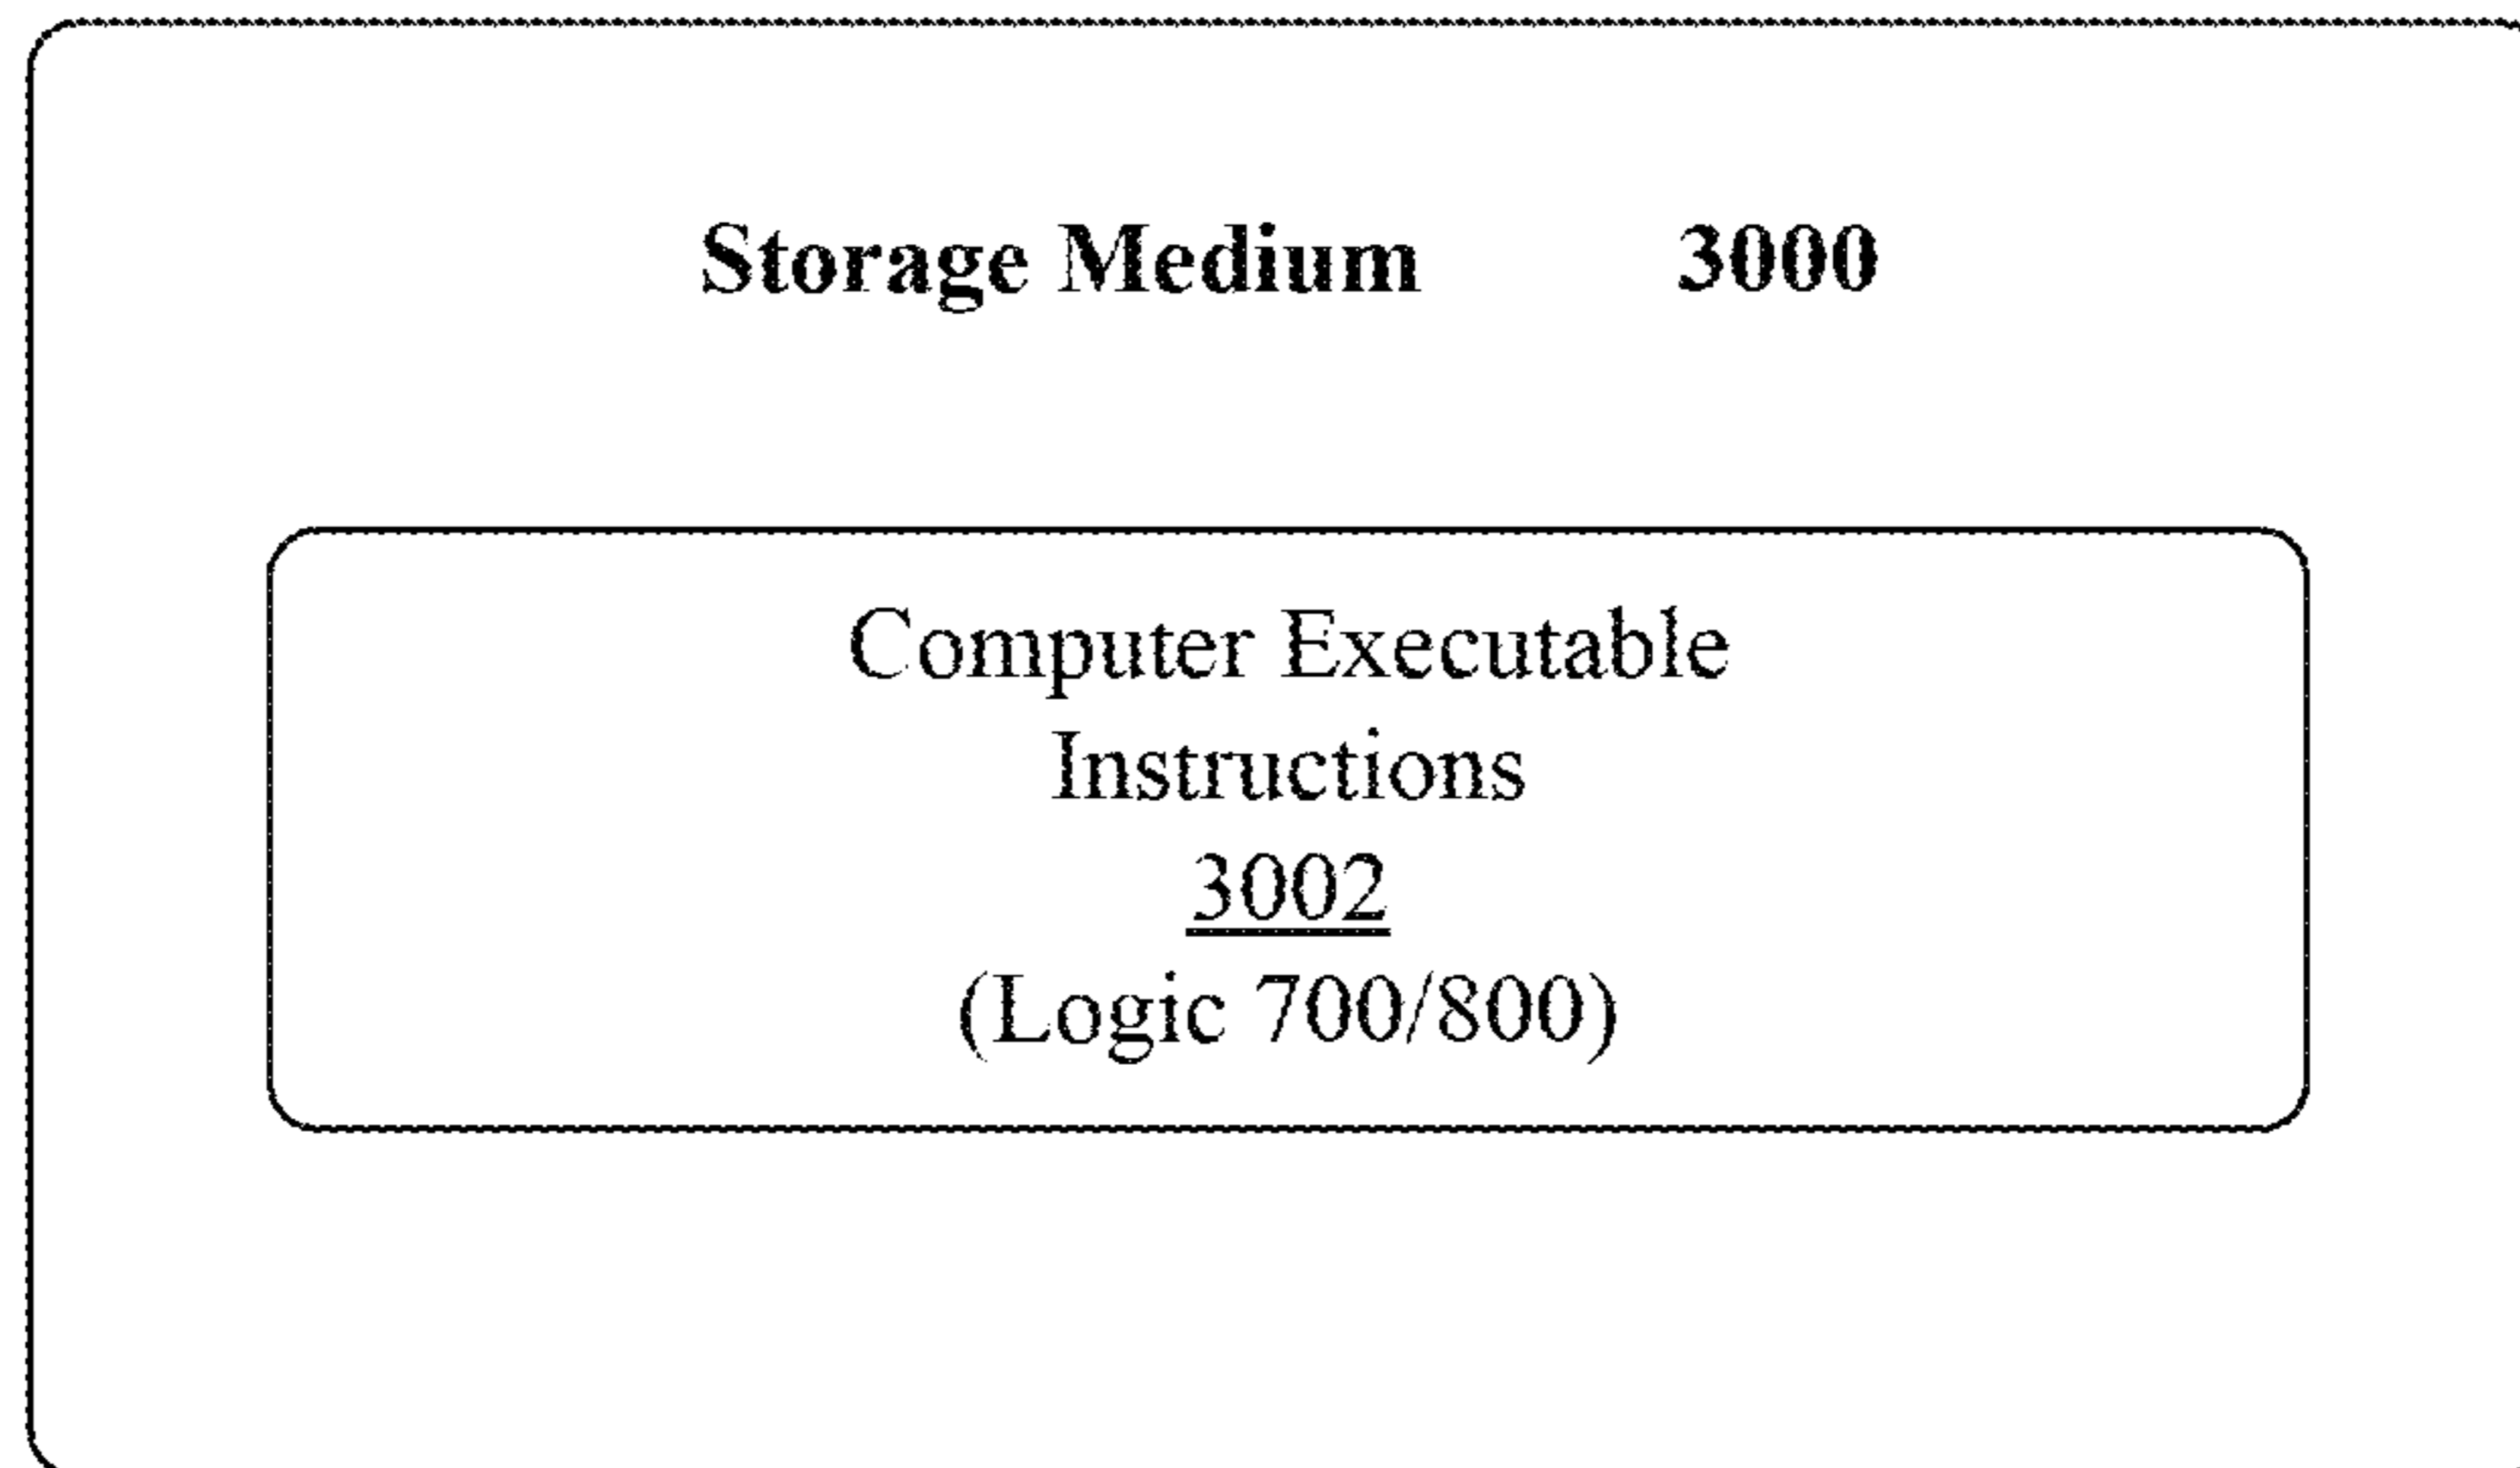 Storage Medium 3000
Computer Executable
Instructions
3002
(Logic 700/800)